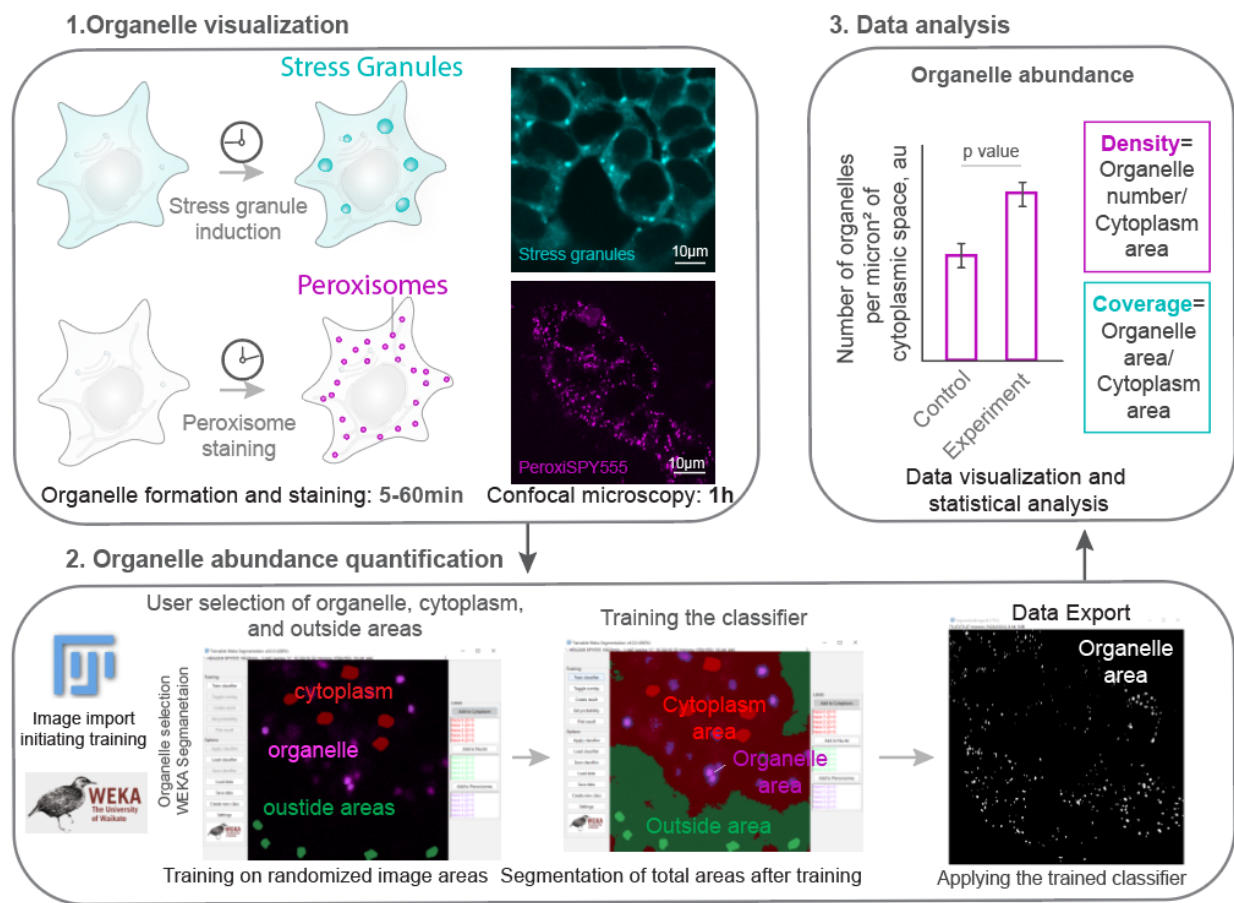 1.Organelle visualization
Stress Granules
Stress granule
induction
Stress granules
10µm
Peroxisomes
Peroxisome
staining
PeroxiSPY555
10µm
Organelle formation and staining: 5-60min
Confocal microscopy: 1h
3. Data analysis
Organelle abundance
Number of organelles
per micron² of
cytoplasmic space, au
p value
Control
Experiment
Density=
Organelle
number/
Cytoplasm
area
Coverage=
Organelle
area/
Cytoplasm
area
Data visualization and
statistical analysis
2. Organelle abundance quantification
Image import
initiating training
WEKA
The University
of Waikato
Organelle selection
WEKA Segmanetaion
User selection of organelle, cytoplasm,
and outside areas
cytoplasm
organelle
oustide areas
Training on randomized image areas
Training the classifier
Cytoplasm
area
Organelle
area
Outside area
Segmentation of total areas after training
Data Export
Organelle
area
Applying the trained classifier